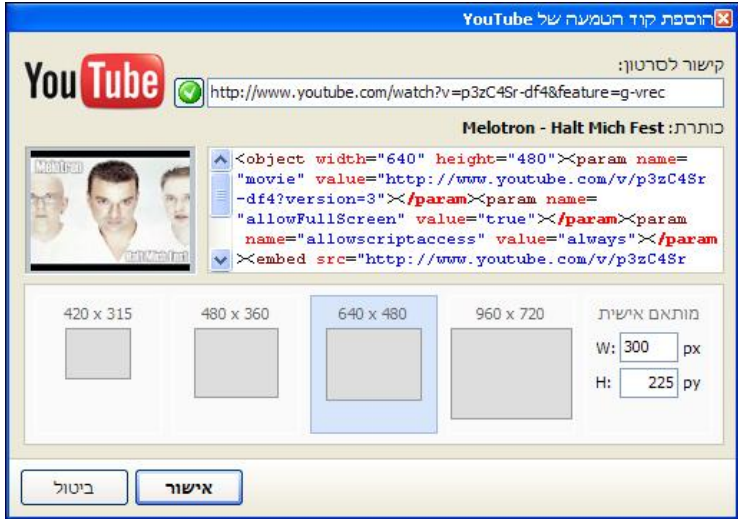 הוספת קוד הטמעה של YouTube
YouTube
קישור לסרטון:
http://www.youtube.com/watch?v=p3zC4Sr-df4&feature=g-vrec
כותרת: Melotron - Halt Mich Fest
Melotron
Halt Mich Fest
<object width="640" height="480"><param name=
"movie" value="http://www.youtube.com/v/p3zC4Sr
-df4?version=3"></param><param name=
"allowFullScreen" value="true"></param><param
name="allowscriptaccess" value="always"></param
><embed src="http://www.youtube.com/v/p3zC4Sr
420 x 315
480 x 360
640 x 480
960 x 720
מותאם אישית
W: 300 px
H: 225 py
ביטול
אישור